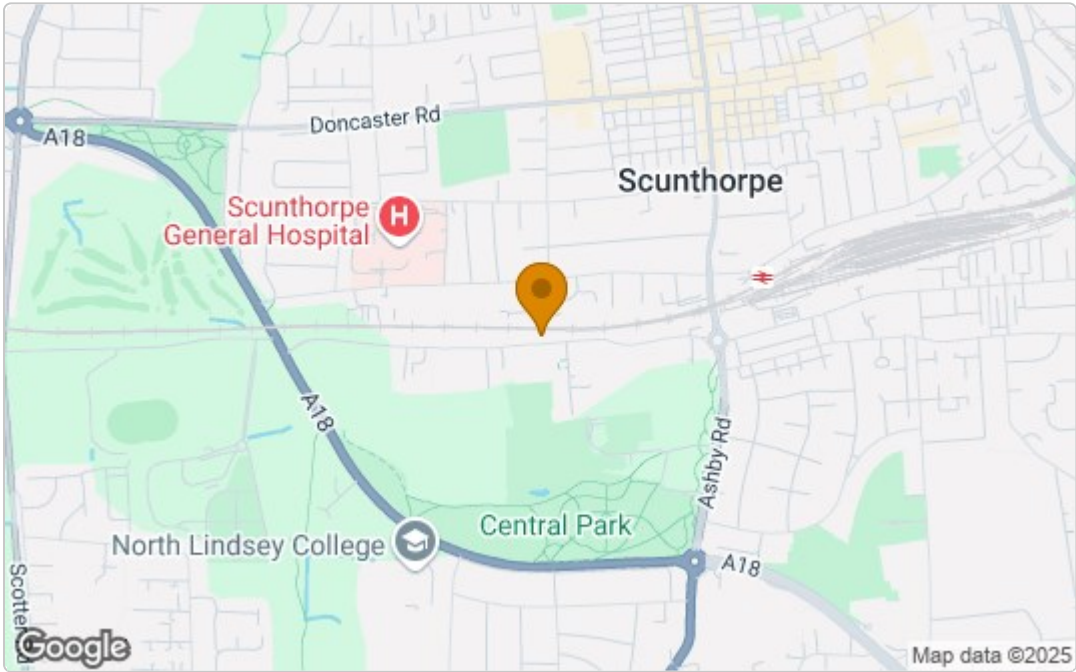 Doncaster Rd
A18
Scunthorpe
Scunthorpe
General Hospital
H
A18
Ashby Rd
Central Park
North Lindsey College
A18
Google
Map data ©2025